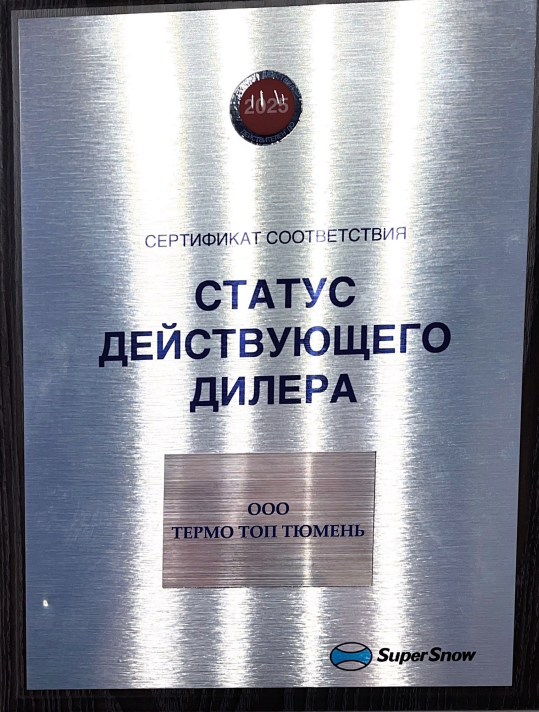 2025
СЕРТИФИКАТ СООТВЕТСТВИЯ
СТАТУС
ДЕЙСТВУЮЩЕГО
ДИЛЕРА
ООО
ТЕРМО ТОП ТЮМЕНЬ
SuperSnow